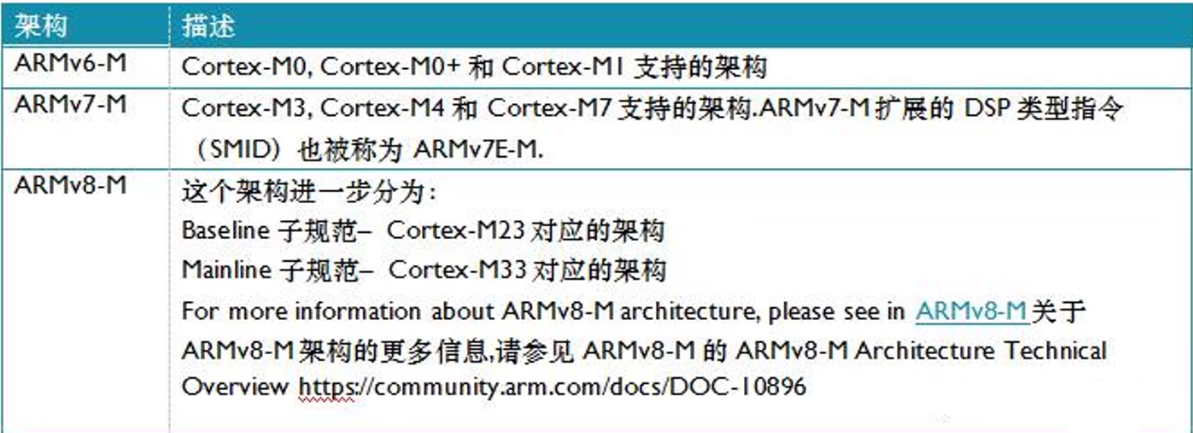 架构 描述
ARMv6-M Cortex-M0, Cortex-M0+ 和 Cortex-M1 支持的架构
ARMv7-M Cortex-M3, Cortex-M4 和 Cortex-M7 支持的架构.ARMv7-M 扩展的 DSP 类型指令
（SMID）也被称为 ARMv7E-M.
ARMv8-M 这个架构进一步分为：
Baseline 子规范– Cortex-M23 对应的架构
Mainline 子规范– Cortex-M33 对应的架构
For more information about ARMv8-M architecture, please see in ARMv8-M 关于
ARMv8-M 架构的更多信息,请参见 ARMv8-M 的 ARMv8-M Architecture Technical
Overview https://community.arm.com/docs/DOC-10896